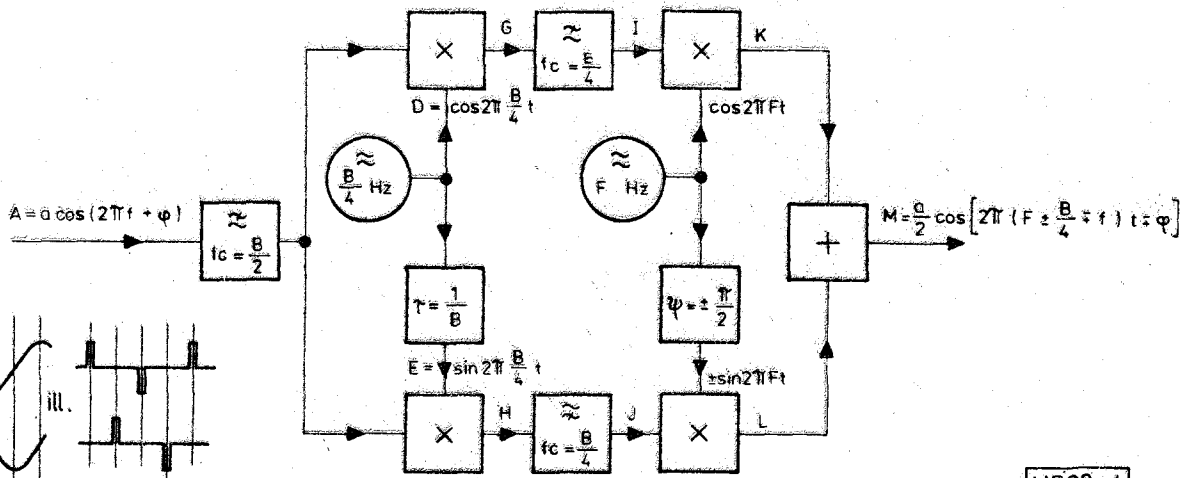 G
I
K
× 
≈
fc = B/4
×
D = cos2π B/4 t
cos2πFt
≈
B/4 Hz
≈
F Hz
A = a cos (2πf + φ)
≈
fc = B/2
+
M = a/2 cos[2π (F ± B/4 ∓ f) t ∓ φ]
τ = 1/B
ψ = ± π/2
ill.
E = sin2π B/4 t
±sin2πFt
×
H
≈
fc = B/4
J
×
L